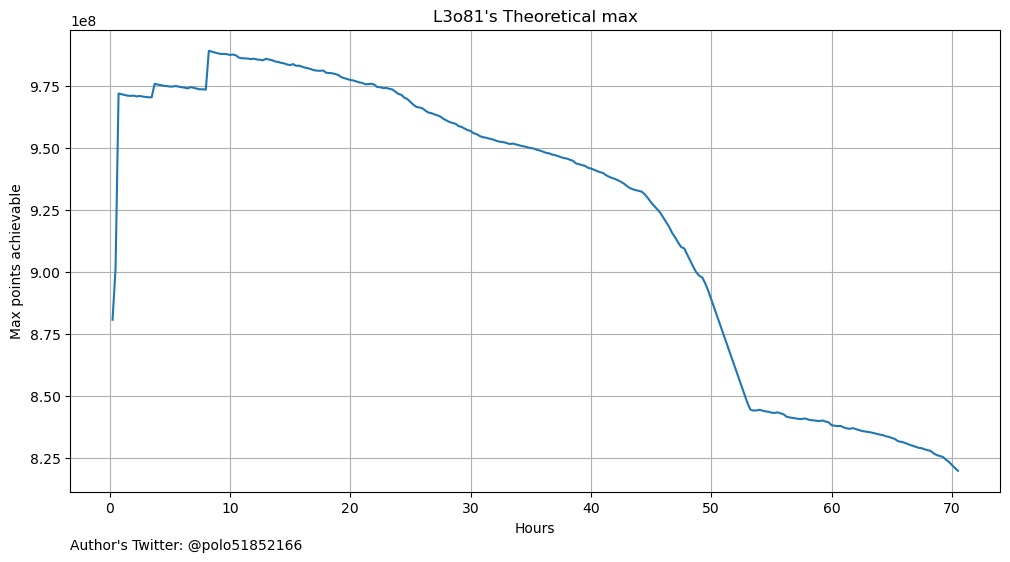 L3o81's Theoretical max
1e8
Max points achievable
9.75
9.50
9.25
9.00
8.75
8.50
8.25
0 10 20 30 40 50 60 70
Hours
Author's Twitter: @polo51852166